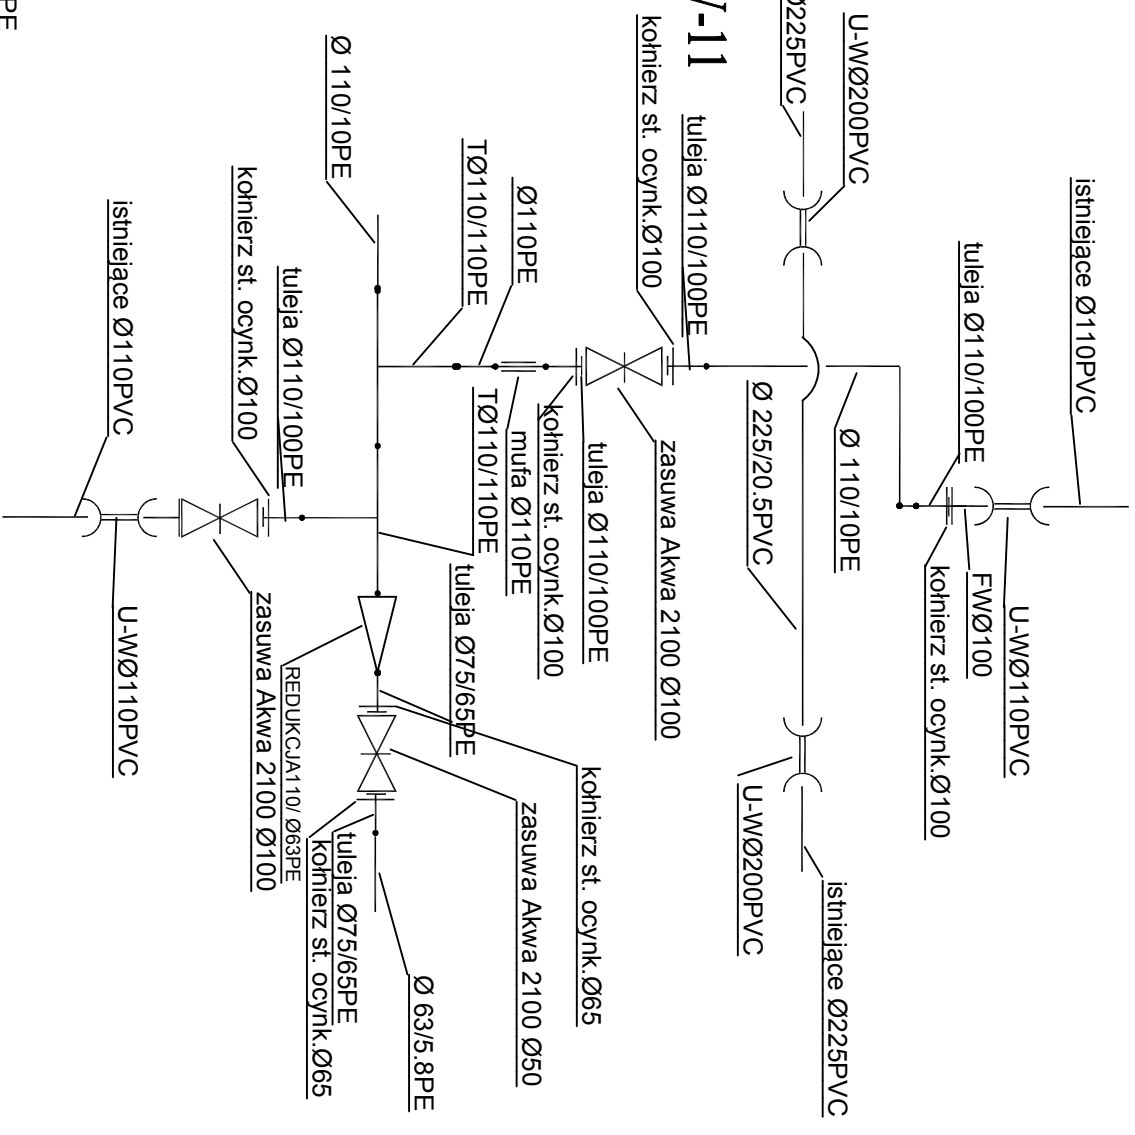 istniejące Ø110PVC
U-WØ110PVC
FWØ100
tuleja Ø110/100PE
kołnierz st. ocynk.Ø100
U-WØ200PVC
Ø 110/10PE
istniejące Ø225PVC
Ø225PVC
Ø 225/20.5PVC
U-WØ200PVC
V-11
tuleja Ø110/100PE
kołnierz st. ocynk.Ø100
zasuwa Akwa 2100 Ø100
tuleja Ø110/100PE
kołnierz st. ocynk.Ø100
mufa Ø110PE
Ø110PE
TØ110/110PE
TØ110/110PE
kołnierz st. ocynk.Ø65
zasuwa Akwa 2100 Ø50
tuleja Ø75/65PE
Ø 63/5.8PE
Ø 110/10PE
tuleja Ø75/65PE
kołnierz st. ocynk.Ø65
REDUKCJA110/ Ø63PE
zasuwa Akwa 2100 Ø100
tuleja Ø110/100PE
kołnierz st. ocynk.Ø100
U-WØ110PVC
istniejące Ø110PVC
PE